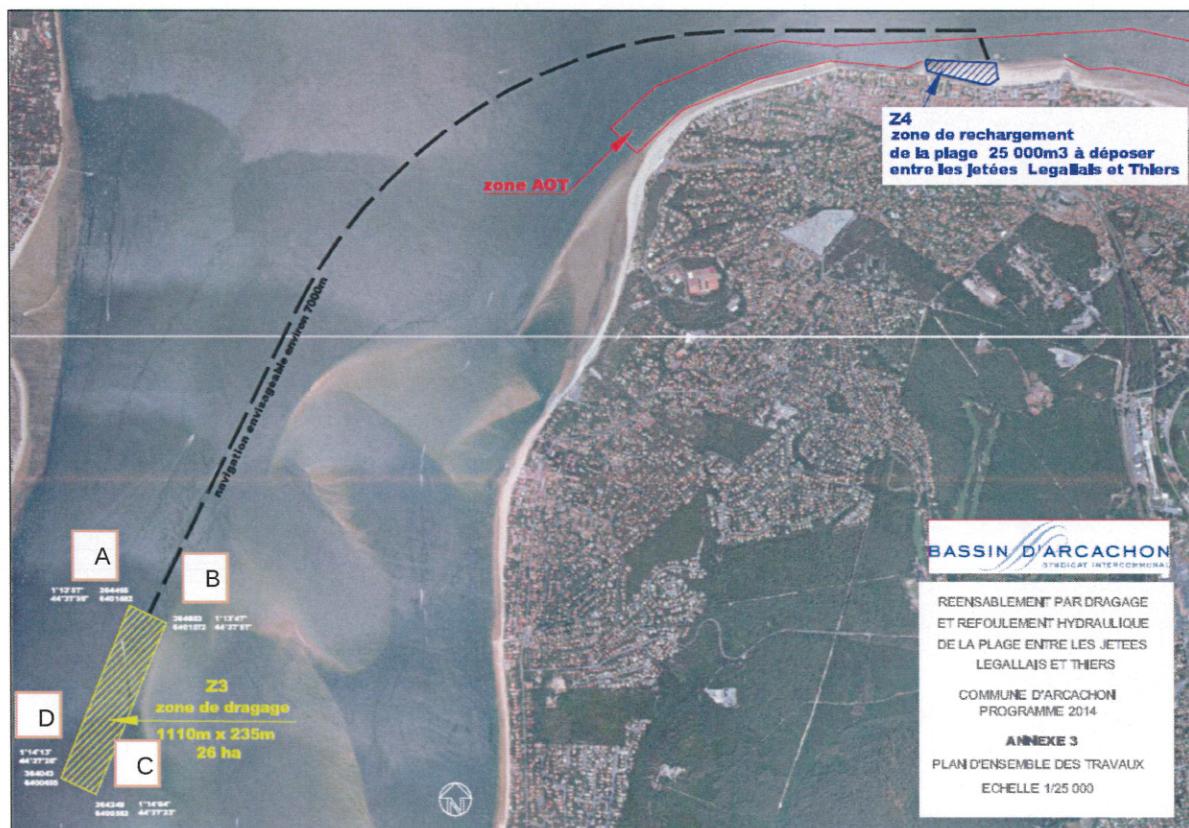 Z4
zone de rechargement
de la plage 25 000m3 à déposer
entre les jetées Legallais et Thiers
zone AOT
navigation envisageable environ 7000m
A
B
Z3
zone de dragage
1110m x 235m
26 ha
D
C
N
BASSIN D'ARCACHON
SYNDICAT INTERCOMMUNAL
REENSABLEMENT PAR DRAGAGE
ET REFOULEMENT HYDRAULIQUE
DE LA PLAGE ENTRE LES JETEES
LEGALLAIS ET THIERS
COMMUNE D'ARCACHON
PROGRAMME 2014
ANNEXE 3
PLAN D'ENSEMBLE DES TRAVAUX
ECHELLE 1/25 000